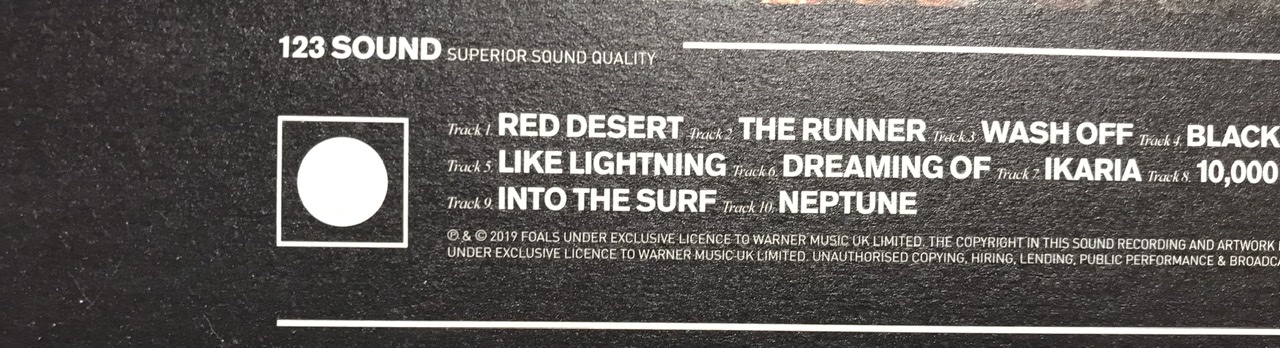 123 SOUND SUPERIOR SOUND QUALITY
Track 1. RED DESERT Track 2. THE RUNNER Track 3. WASH OFF Track 4. BLACK
Track 5. LIKE LIGHTNING Track 6. DREAMING OF Track 7. IKARIA Track 8. 10,000
Track 9. INTO THE SURF Track 10. NEPTUNE
℗ & © 2019 FOALS UNDER EXCLUSIVE LICENCE TO WARNER MUSIC UK LIMITED. THE COPYRIGHT IN THIS SOUND RECORDING AND ARTWORK
UNDER EXCLUSIVE LICENCE TO WARNER MUSIC UK LIMITED. UNAUTHORISED COPYING, HIRING, LENDING, PUBLIC PERFORMANCE & BROADCA